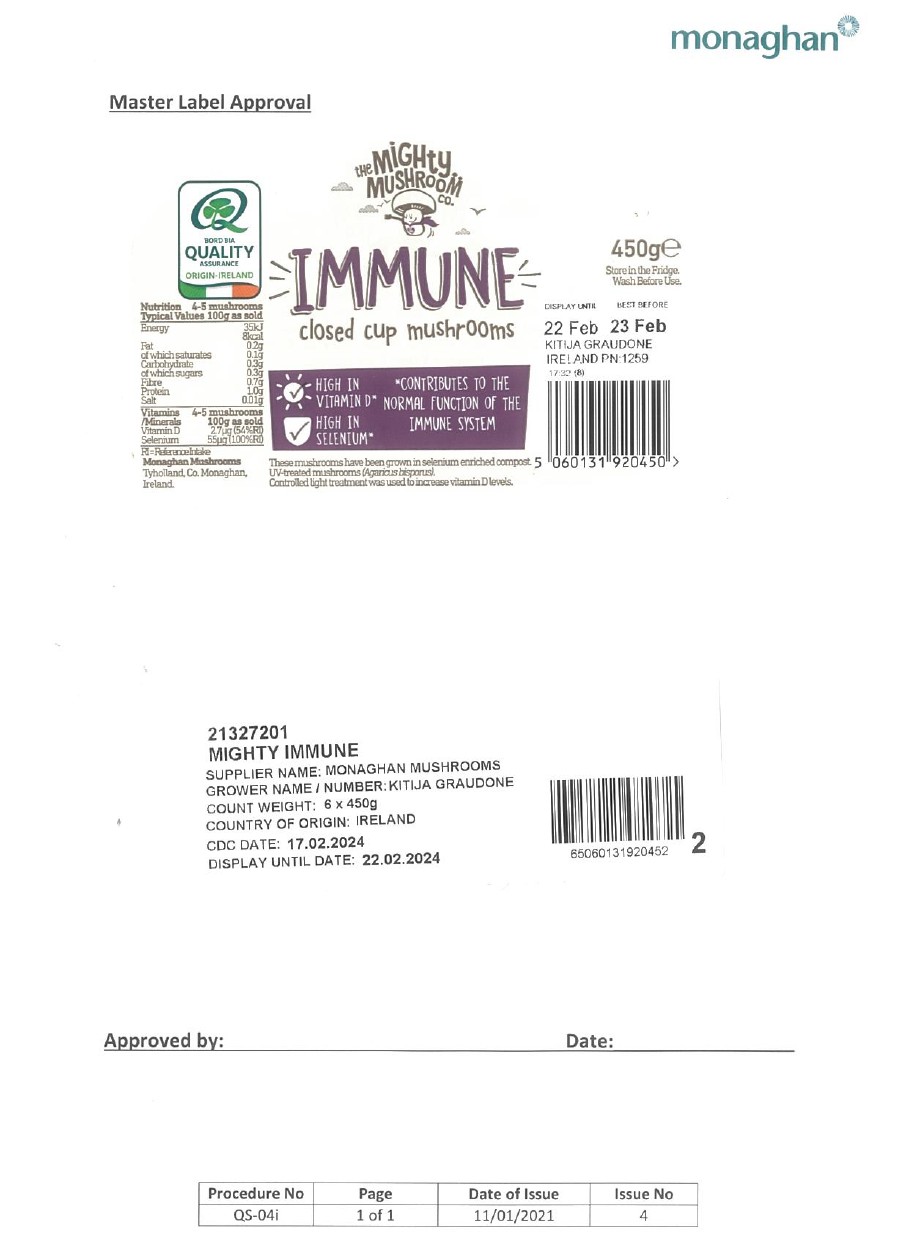 monaghan
Master Label Approval
THE MiGHty
MUSHROOM
CO.
BORD BIA
QUALITY
ASSURANCE
ORIGIN-IRELAND
IMMUNE
closed cup mushrooms
450g℮
Store in the Fridge.
Wash Before Use.
DISPLAY UNTIL BEST BEFORE
22 Feb 23 Feb
KITIJA GRAUDONE
IRELAND PN:1259
17:32 (8)
Nutrition 4-5 mushrooms
Typical Values 100g as sold
Energy 35kJ
8kcal
Fat 0.2g
of which saturates 0.1g
Carbohydrate 0.3g
of which sugars 0.3g
Fibre 0.7g
Protein 1.0g
Salt 0.01g
Vitamins 4-5 mushrooms
/Minerals 100g as sold
Vitamin D 2.7µg (54%RI)
Selenium 55µg (100%RI)
RI = Reference Intake
Monaghan Mushrooms
Tyholland, Co. Monaghan,
Ireland.
HIGH IN
VITAMIN D*
HIGH IN
SELENIUM*
*CONTRIBUTES TO THE
NORMAL FUNCTION OF THE
IMMUNE SYSTEM
These mushrooms have been grown in selenium enriched compost.
UV-treated mushrooms (Agaricus bisporus).
Controlled light treatment was used to increase vitamin D levels.
5 060131 920450 >
21327201
MIGHTY IMMUNE
SUPPLIER NAME: MONAGHAN MUSHROOMS
GROWER NAME / NUMBER: KITIJA GRAUDONE
COUNT WEIGHT: 6 x 450g
COUNTRY OF ORIGIN: IRELAND
CDC DATE: 17.02.2024
DISPLAY UNTIL DATE: 22.02.2024
65060131920452 2
Approved by: Date:
Procedure No Page Date of Issue Issue No
QS-04i 1 of 1 11/01/2021 4